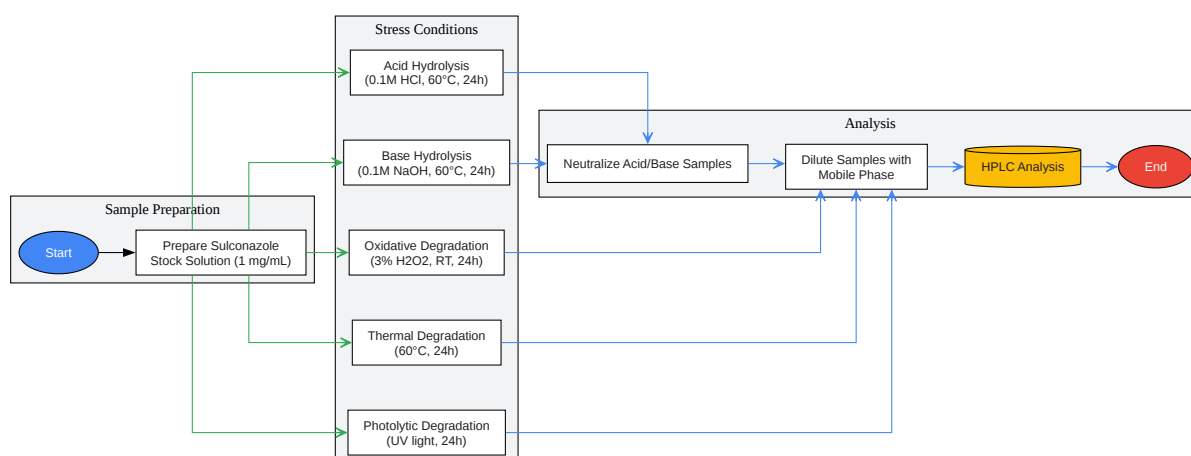 Stress Conditions
Acid Hydrolysis
(0.1M HCl, 60°C, 24h)
Analysis
Base Hydrolysis
(0.1M NaOH, 60°C, 24h)
Neutralize Acid/Base Samples
Dilute Samples with
Mobile Phase
HPLC Analysis
End
Sample Preparation
Start
Prepare Sulconazole
Stock Solution (1 mg/mL)
Oxidative Degradation
(3% H2O2, RT, 24h)
Thermal Degradation
(60°C, 24h)
Photolytic Degradation
(UV light, 24h)